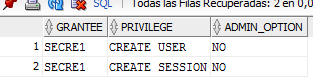 SQL | Todas las Filas Recuperadas: 2 en 0,0
GRANTEE PRIVILEGE ADMIN_OPTION
1 SECRE1 CREATE USER NO
2 SECRE1 CREATE SESSION NO